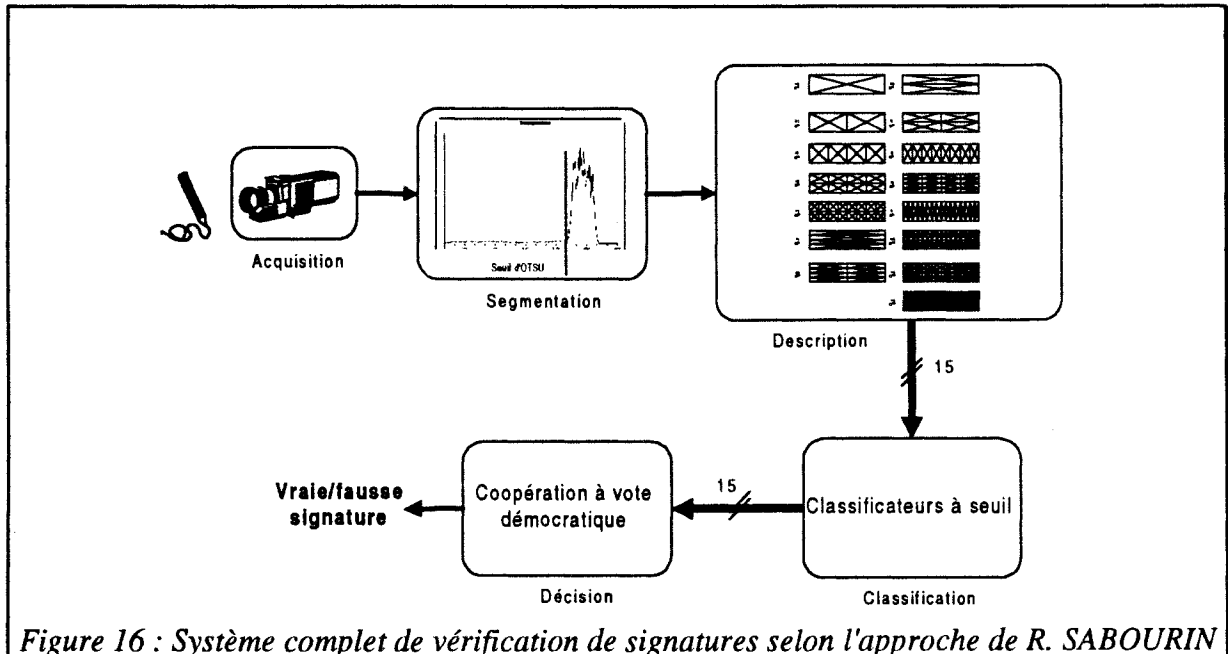 Acquisition
Seuil d'OTSU
Segmentation
Description
15
Classificateurs à seuil
Classification
15
Coopération à vote
démocratique
Décision
Vraie/fausse
signature
Figure 16 : Système complet de vérification de signatures selon l'approche de R. SABOURIN